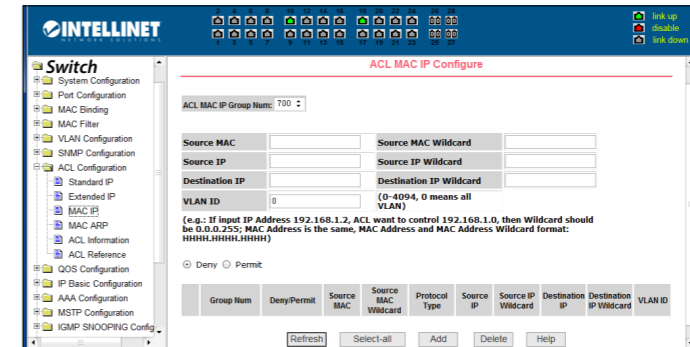 INTELLINET
NETWORK SOLUTIONS
2 4 6 8 10 12 14 16 18 20 22 24 26 28
1 3 5 7 9 11 13 15 17 19 21 23 25 27
link up
disable
link down
Switch
System Configuration
Port Configuration
MAC Binding
MAC Filter
VLAN Configuration
SNMP Configuration
ACL Configuration
Standard IP
Extended IP
MAC IP
MAC ARP
ACL Information
ACL Reference
QOS Configuration
IP Basic Configuration
AAA Configuration
MSTP Configuration
IGMP SNOOPING Config
ACL MAC IP Configure
ACL MAC IP Group Num: 700
Source MAC
Source MAC Wildcard
Source IP
Source IP Wildcard
Destination IP
Destination IP Wildcard
VLAN ID
0
(0-4094, 0 means all
VLAN)
(e.g.: If input IP Address 192.168.1.2, ACL want to control 192.168.1.0, then Wildcard should
be 0.0.0.255; MAC Address is the same, MAC Address and MAC Address Wildcard format:
HHHH.HHHH.HHHH)
Deny Permit
Group Num
Deny/Permit
Source
MAC
Source
MAC
Wildcard
Protocol
Type
Source
IP
Source IP
Wildcard
Destination
IP
Destination
IP Wildcard
VLAN ID
Refresh
Select-all
Add
Delete
Help